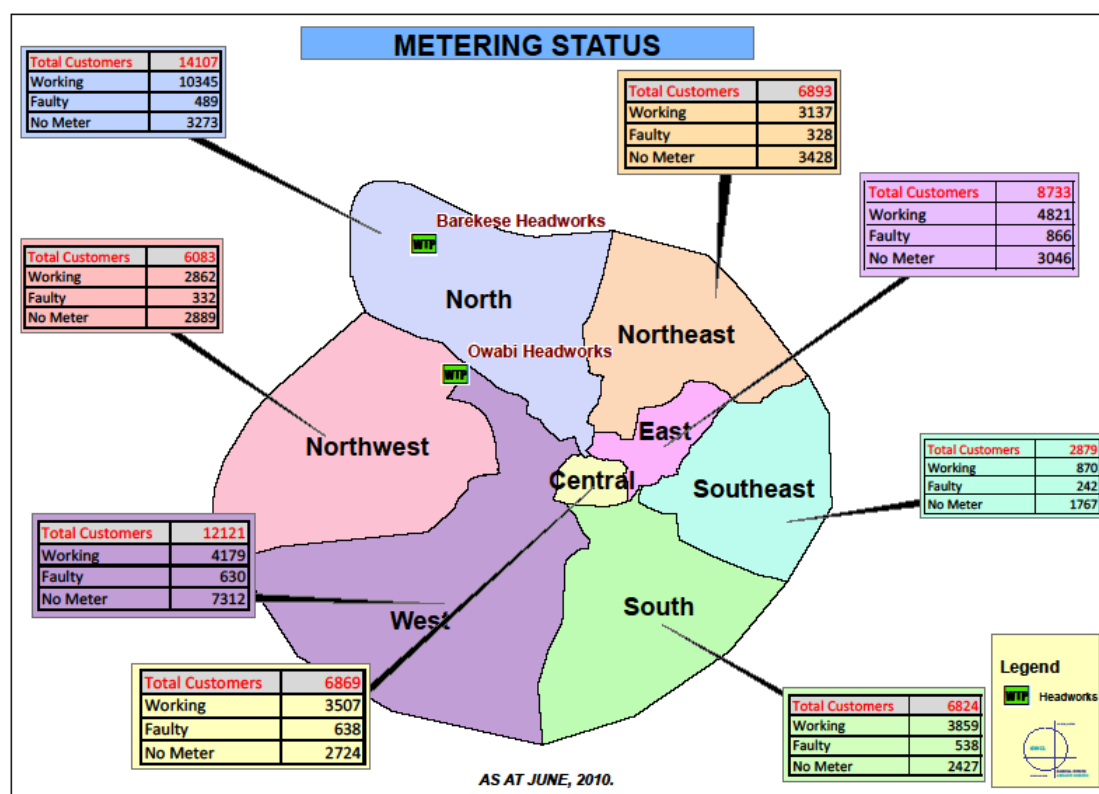 METERING STATUS
Total Customers 14107
Working 10345
Faulty 489
No Meter 3273
Total Customers 6893
Working 3137
Faulty 328
No Meter 3428
Total Customers 8733
Working 4821
Faulty 866
No Meter 3046
Total Customers 6083
Working 2862
Faulty 332
No Meter 2889
Barekese Headworks
WTP
North
Northeast
Owabi Headworks
WTP
East
Northwest
Central
Southeast
Total Customers 2879
Working 870
Faulty 242
No Meter 1767
Total Customers 12121
Working 4179
Faulty 630
No Meter 7312
West
South
Total Customers 6869
Working 3507
Faulty 638
No Meter 2724
Total Customers 6824
Working 3859
Faulty 538
No Meter 2427
Legend
WTP Headworks
AS AT JUNE, 2010.